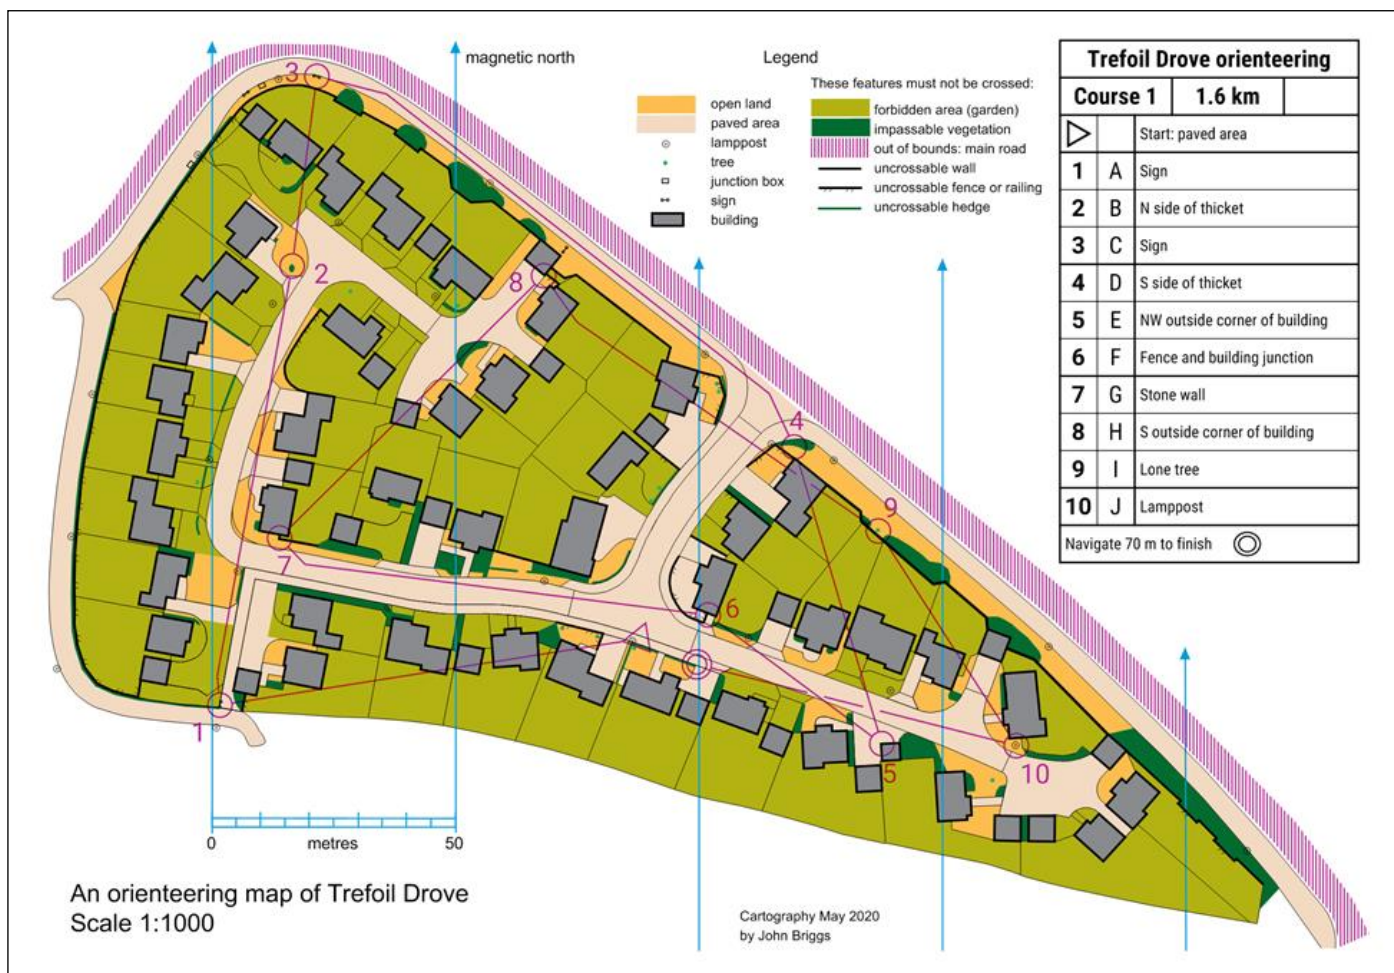 magnetic north
Legend
open land
paved area
lamppost
tree
junction box
sign
building
These features must not be crossed:
forbidden area (garden)
impassable vegetation
out of bounds: main road
uncrossable wall
uncrossable fence or railing
uncrossable hedge
Trefoil Drove orienteering
Course 1 1.6 km
Start: paved area
1 A Sign
2 B N side of thicket
3 C Sign
4 D S side of thicket
5 E NW outside corner of building
6 F Fence and building junction
7 G Stone wall
8 H S outside corner of building
9 I Lone tree
10 J Lamppost
Navigate 70 m to finish
3
2
8
4
9
7
6
1
5
10
0 metres 50
An orienteering map of Trefoil Drove
Scale 1:1000
Cartography May 2020
by John Briggs